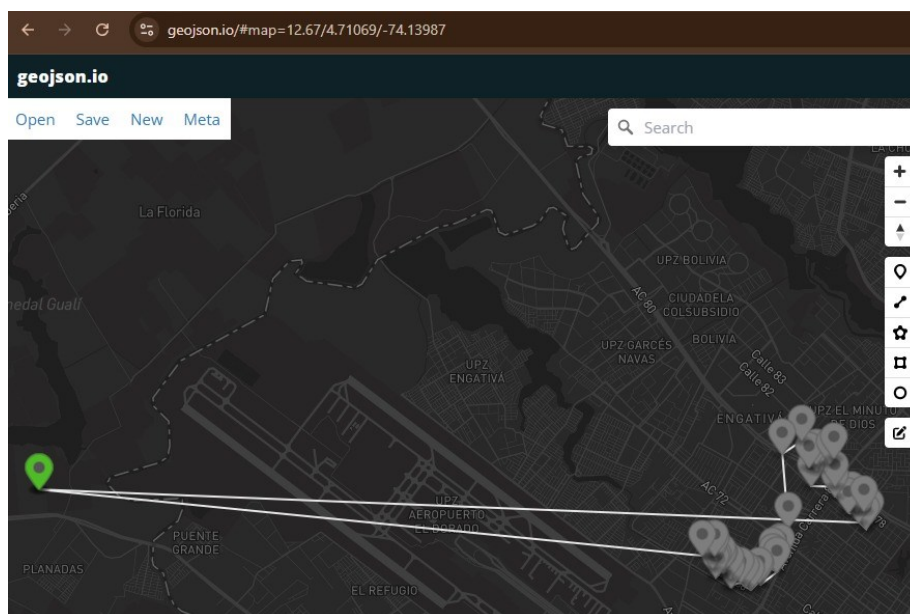 geojson.io/#map=12.67/4.71069/-74.13987
geojson.io
Open Save New Meta
Search
La Florida
UPZ BOLIVIA
AC 80
CIUDADELA
COLSUBSIDIO
BOLIVIA
UPZ GARCÉS
NAVAS
Calle 83
Calle 82
UPZ
ENGATIVÁ
ENGATIVÁ
UPZ EL MINUTO
DE DIOS
AC 72
UPZ
AEROPUERTO
EL DORADO
PUENTE
GRANDE
PLANADAS
EL REFUGIO